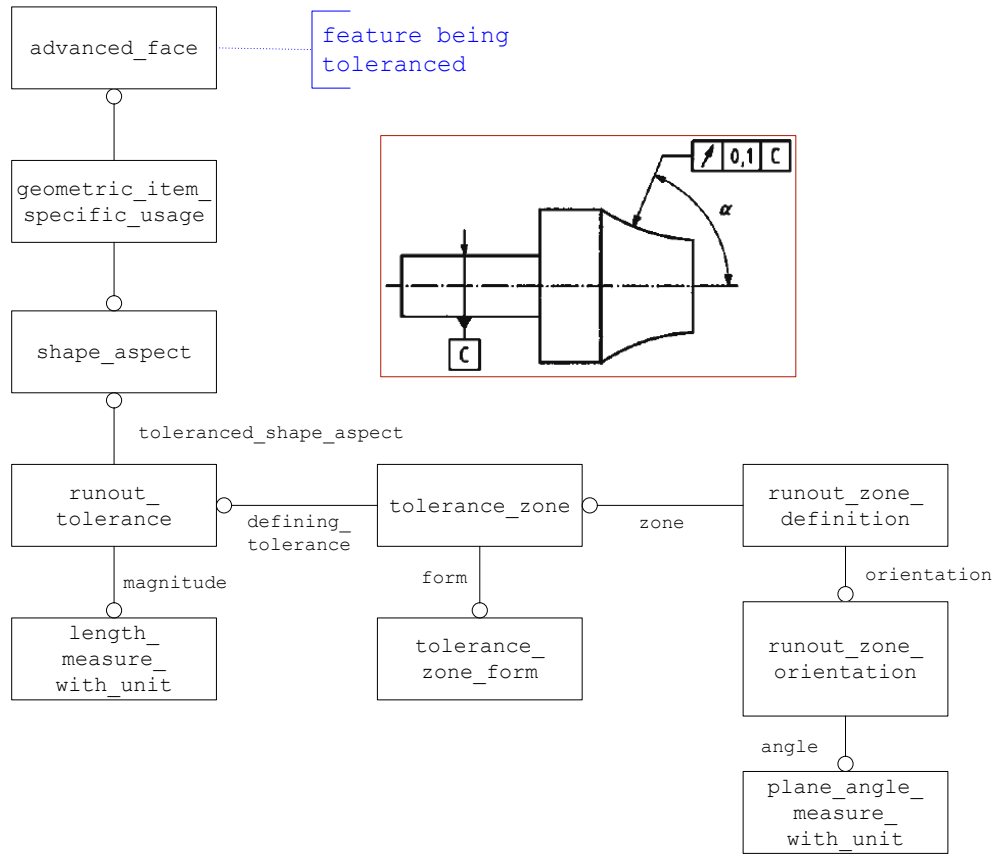 advanced_face
feature being
toleranced
geometric_item_
specific_usage
0,1 C
α
C
shape_aspect
toleranced_shape_aspect
runout_
tolerance
defining_
tolerance
tolerance_zone
zone
runout_zone_
definition
magnitude
form
orientation
length_
measure_
with_unit
tolerance_
zone_form
runout_zone_
orientation
angle
plane_angle_
measure_
with_unit